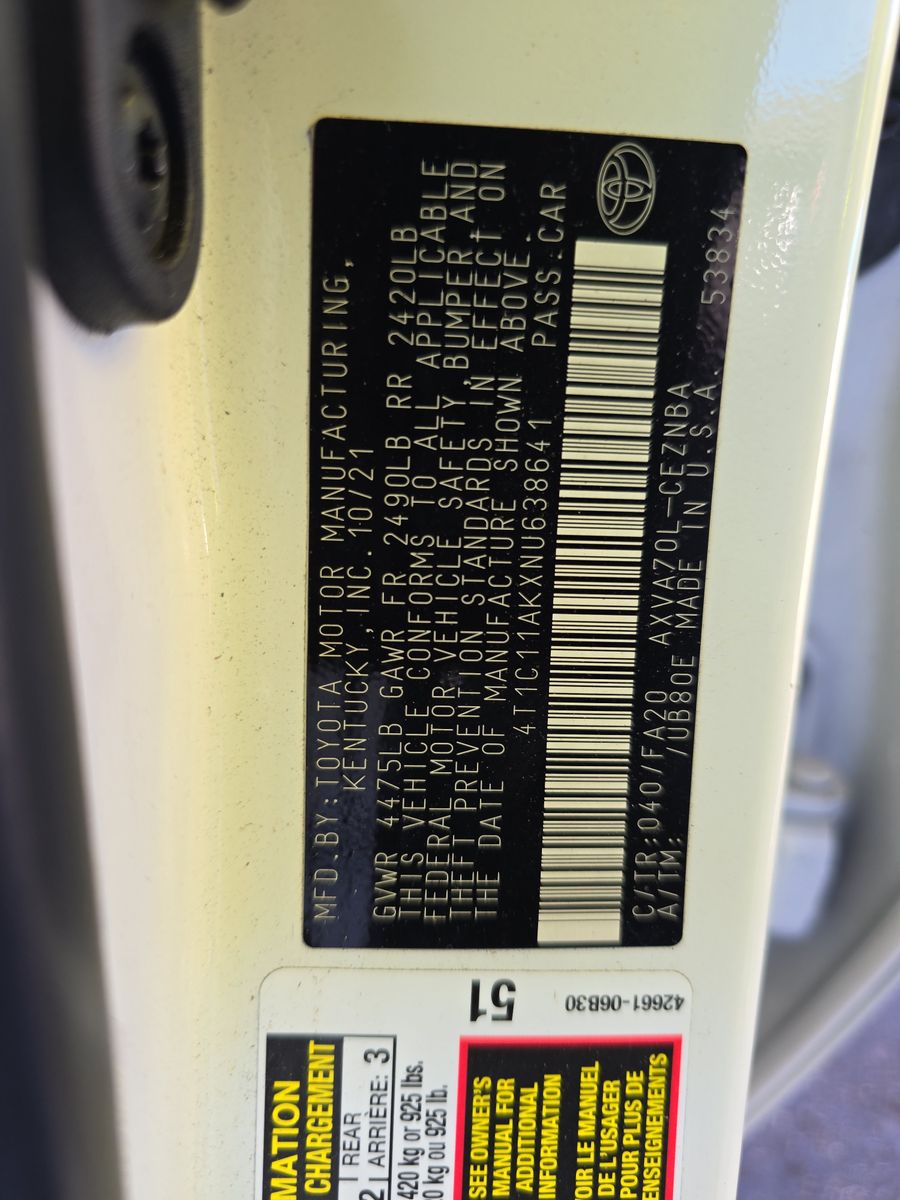 MFD.BY:TOYOTA MOTOR MANUFACTURING,
KENTUCKY,INC. 10/21
GVWR 4475LB GAWR FR 2490LB RR 2420LB
THIS VEHICLE CONFORMS TO ALL APPLICABLE
FEDERAL MOTOR VEHICLE SAFETY,BUMPER AND
THEFT PREVENTION STANDARDS IN EFFECT ON
THE DATE OF MANUFACTURE SHOWN ABOVE.
4T1C11AKXNU638641 PASS.CAR
C/TR:040/FA20 AXVA70L-CEZNBA
A/TM: /UB80E MADE IN U.S.A. 53834
51
42661-06B30
MATION
CHARGEMENT
2 REAR
2 ARRIÈRE: 3
420 kg or 925 lbs.
0 kg ou 925 lb.
SEE OWNER'S
MANUAL FOR
ADDITIONAL
INFORMATION
OIR LE MANUEL
DE L'USAGER
POUR PLUS DE
ENSEIGNEMENTS